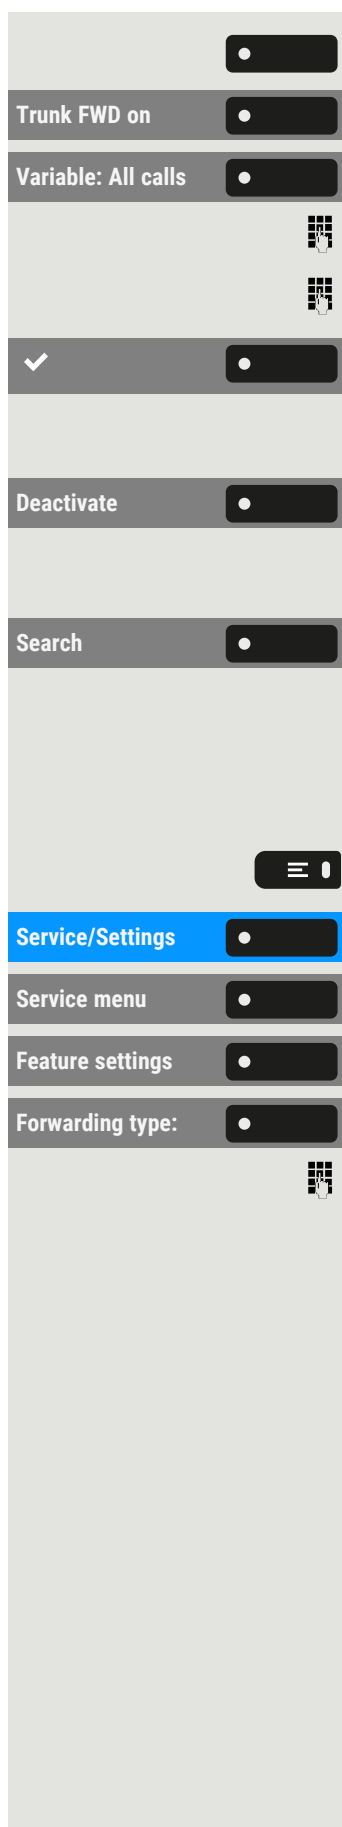 Trunk FWD on
Variable: All calls
Deactivate
Search
Service/Settings
Service menu
Feature settings
Forwarding type: